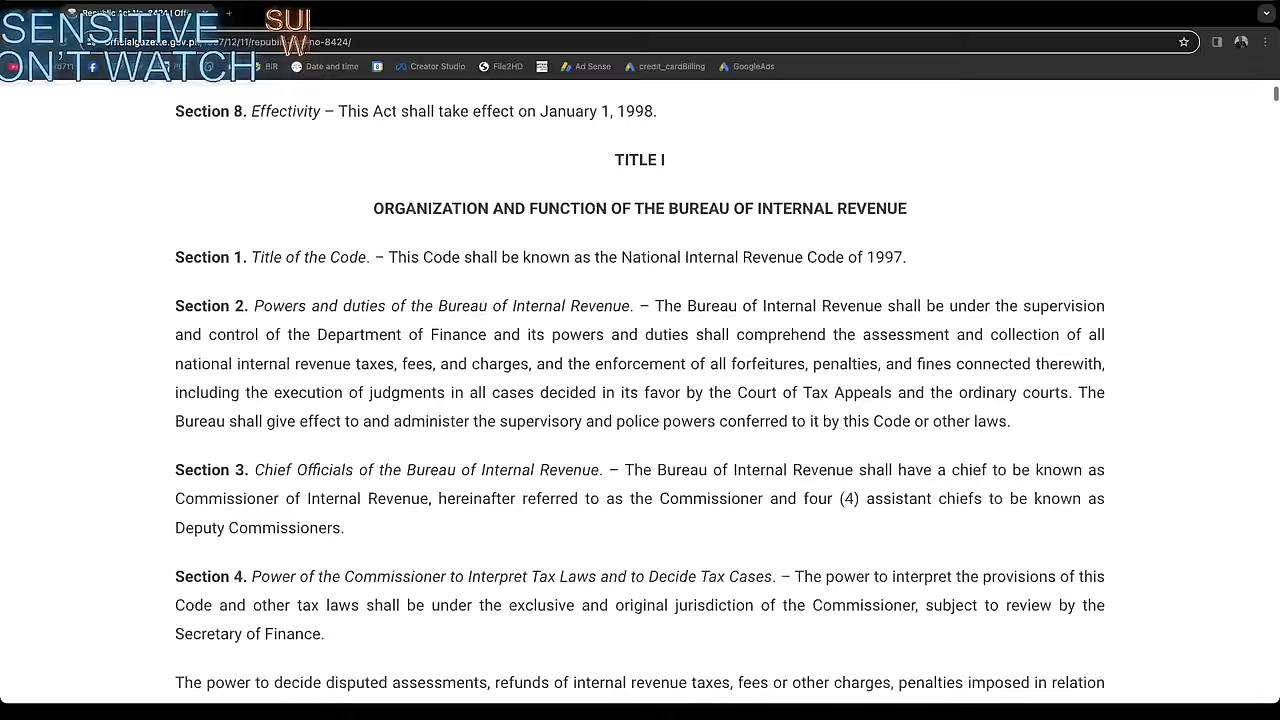 SENSITIVE
ON'T WATCH
SUI
W
Republic Act No. 8424 | Offi
officialgazette.gov.ph
no-8424/
BIR Date and time Creator Studio File2HD Ad Sense credit_cardBilling GoogleAds
Section 8. Effectivity – This Act shall take effect on January 1, 1998.
TITLE I
ORGANIZATION AND FUNCTION OF THE BUREAU OF INTERNAL REVENUE
Section 1. Title of the Code. – This Code shall be known as the National Internal Revenue Code of 1997.
Section 2. Powers and duties of the Bureau of Internal Revenue. – The Bureau of Internal Revenue shall be under the supervision
and control of the Department of Finance and its powers and duties shall comprehend the assessment and collection of all
national internal revenue taxes, fees, and charges, and the enforcement of all forfeitures, penalties, and fines connected therewith,
including the execution of judgments in all cases decided in its favor by the Court of Tax Appeals and the ordinary courts. The
Bureau shall give effect to and administer the supervisory and police powers conferred to it by this Code or other laws.
Section 3. Chief Officials of the Bureau of Internal Revenue. – The Bureau of Internal Revenue shall have a chief to be known as
Commissioner of Internal Revenue, hereinafter referred to as the Commissioner and four (4) assistant chiefs to be known as
Deputy Commissioners.
Section 4. Power of the Commissioner to Interpret Tax Laws and to Decide Tax Cases. – The power to interpret the provisions of this
Code and other tax laws shall be under the exclusive and original jurisdiction of the Commissioner, subject to review by the
Secretary of Finance.
The power to decide disputed assessments, refunds of internal revenue taxes, fees or other charges, penalties imposed in relation